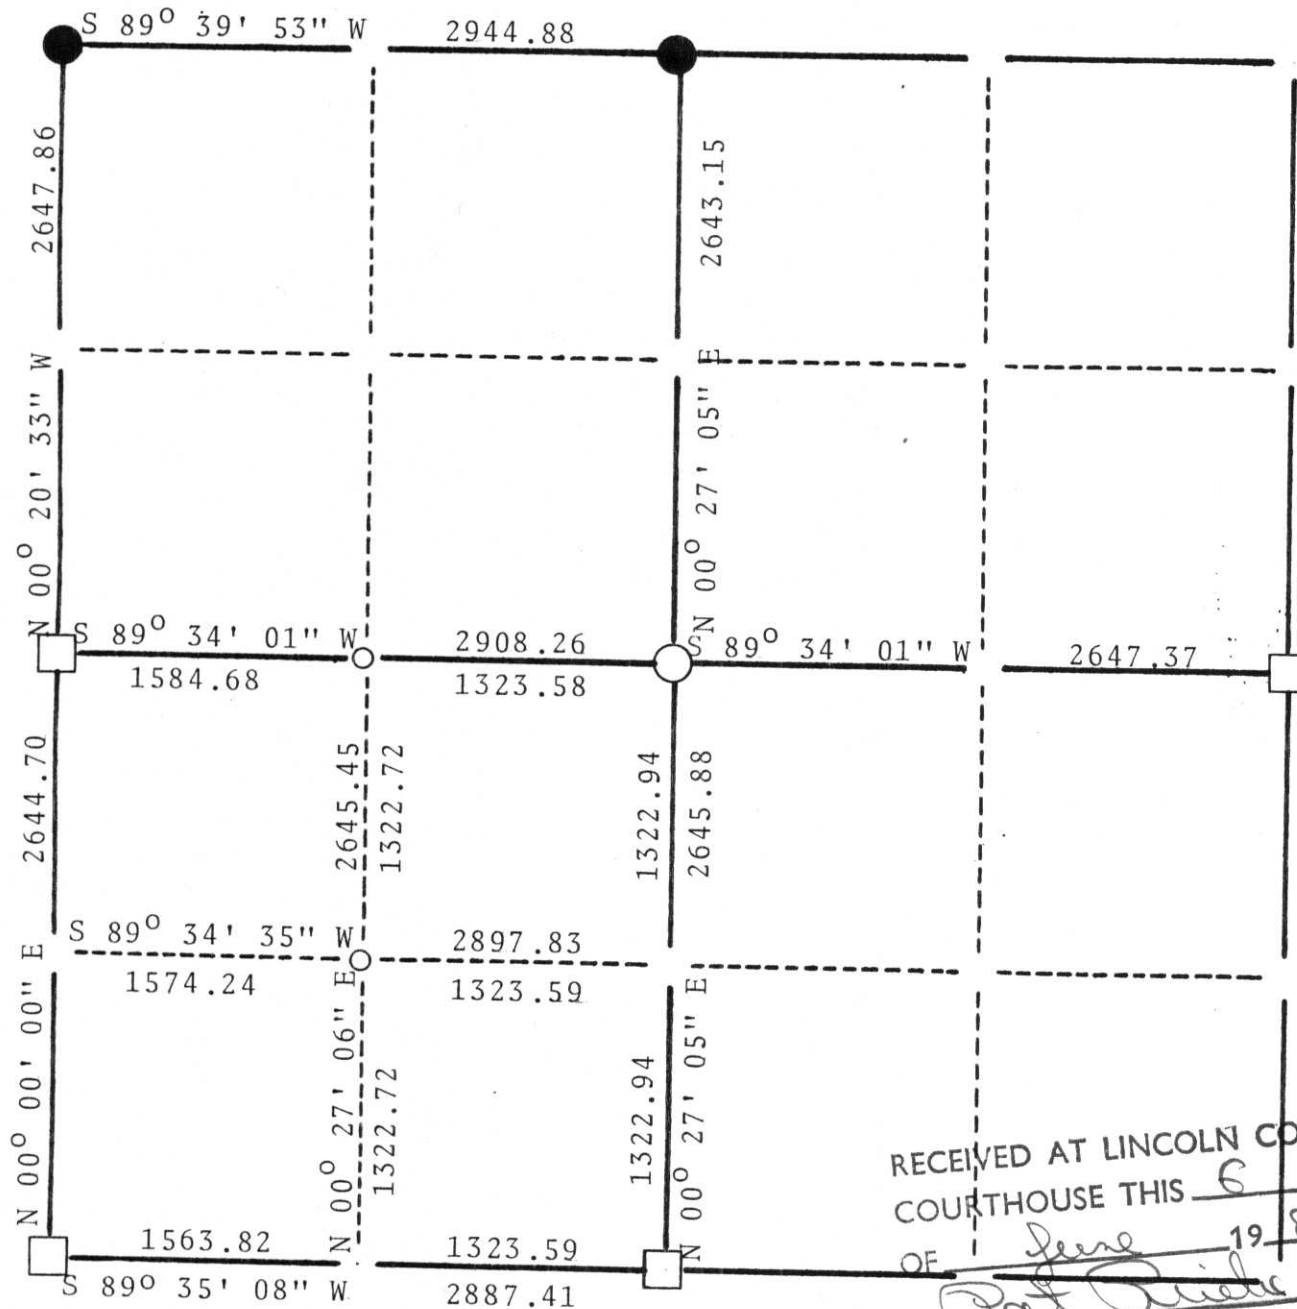 S 89° 39' 53" W
2944.88
2647.86
2643.15
N 00° 20' 33" W
N 00° 27' 05" E
S 89° 34' 01" W
2908.26
S 89° 34' 01" W
2647.37
1584.68
1323.58
2644.70
2645.45
1322.72
1322.94
2645.88
S 89° 34' 35" W
2897.83
1574.24
1323.59
N 00° 00' 00" E
N 00° 27' 06" E
1322.72
1322.94
N 00° 27' 05" E
RECEIVED AT LINCOLN CO
COURTHOUSE THIS 6
OF June 19 8
1563.82
1323.59
S 89° 35' 08" W
2887.41